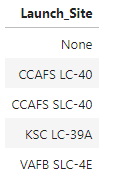 Launch_Site
None
CCAFS LC-40
CCAFS SLC-40
KSC LC-39A
VAFB SLC-4E